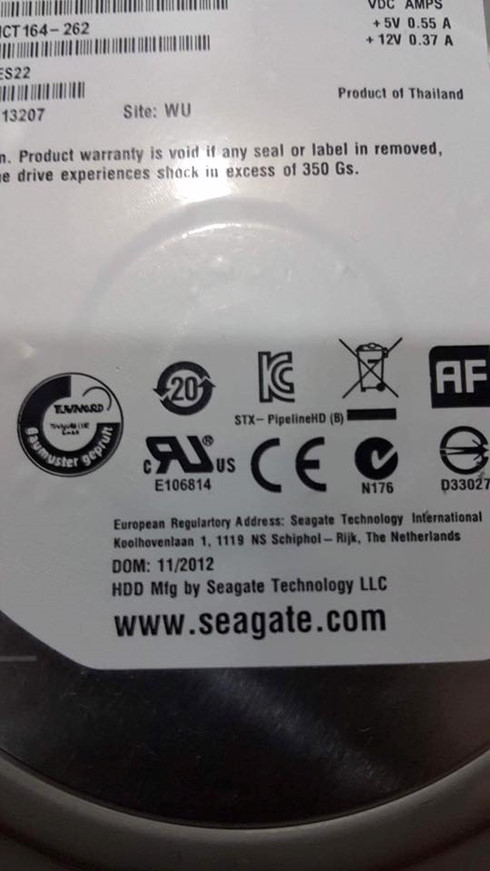 VDC AMPS
+5V 0.55 A
+12V 0.37 A
CT164-262
ES22
13207
Site: WU
Product of Thailand
n. Product warranty is void if any seal or label in removed,
e drive experiences shock in excess of 350 Gs.
20
AF
STX-PipelineHD (B)
Baumuster geprüft
c US
®
CE
E106814
N176
D33027
European Regulartory Address: Seagate Technology International
Koolhovenlaan 1, 1119 NS Schiphol-Rijk, The Netherlands
DOM: 11/2012
HDD Mfg by Seagate Technology LLC
www.seagate.com